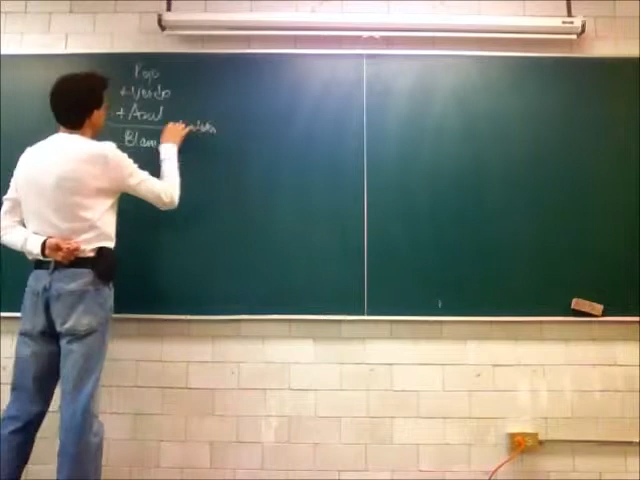 Rojo
+ Verde
+ Azul
Blan